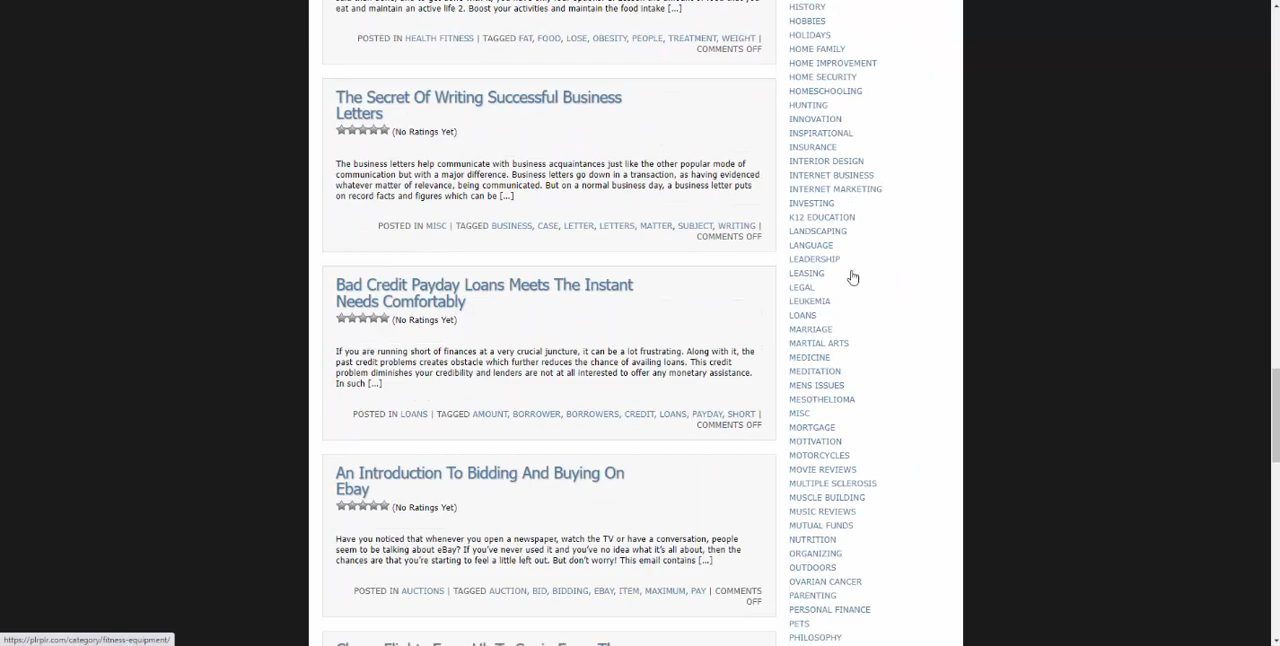 eat and maintain an active life 2. Boost your activities and maintain the food intake [...]
POSTED IN HEALTH FITNESS | TAGGED FAT, FOOD, LOSE, OBESITY, PEOPLE, TREATMENT, WEIGHT |
COMMENTS OFF
The Secret Of Writing Successful Business
Letters
(No Ratings Yet)
The business letters help communicate with business acquaintances just like the other popular mode of
communication but with a major difference. Business letters go down in a transaction, as having evidenced
whatever matter of relevance, being communicated. But on a normal business day, a business letter puts
on record facts and figures which can be [...]
POSTED IN MISC | TAGGED BUSINESS, CASE, LETTER, LETTERS, MATTER, SUBJECT, WRITING |
COMMENTS OFF
Bad Credit Payday Loans Meets The Instant
Needs Comfortably
(No Ratings Yet)
If you are running short of finances at a very crucial juncture, it can be a lot frustrating. Along with it, the
past credit problems creates obstacle which further reduces the chance of availing loans. This credit
problem diminishes your credibility and lenders are not at all interested to offer any monetary assistance.
In such [...]
POSTED IN LOANS | TAGGED AMOUNT, BORROWER, BORROWERS, CREDIT, LOANS, PAYDAY, SHORT |
COMMENTS OFF
An Introduction To Bidding And Buying On
Ebay
(No Ratings Yet)
Have you noticed that whenever you open a newspaper, watch the TV or have a conversation, people
seem to be talking about eBay? If you've never used it and you've no idea what it's all about, then the
chances are that you're starting to feel a little left out. But don't worry! This email contains [...]
POSTED IN AUCTIONS | TAGGED AUCTION, BID, BIDDING, EBAY, ITEM, MAXIMUM, PAY | COMMENTS
OFF
HISTORY
HOBBIES
HOLIDAYS
HOME FAMILY
HOME IMPROVEMENT
HOME SECURITY
HOMESCHOOLING
HUNTING
INNOVATION
INSPIRATIONAL
INSURANCE
INTERIOR DESIGN
INTERNET BUSINESS
INTERNET MARKETING
INVESTING
K12 EDUCATION
LANDSCAPING
LANGUAGE
LEADERSHIP
LEASING
LEGAL
LEUKEMIA
LOANS
MARRIAGE
MARTIAL ARTS
MEDICINE
MEDITATION
MENS ISSUES
MESOTHELIOMA
MISC
MORTGAGE
MOTIVATION
MOTORCYCLES
MOVIE REVIEWS
MULTIPLE SCLEROSIS
MUSCLE BUILDING
MUSIC REVIEWS
MUTUAL FUNDS
NUTRITION
ORGANIZING
OUTDOORS
OVARIAN CANCER
PARENTING
PERSONAL FINANCE
PETS
PHILOSOPHY
https://plrplr.com/category/fitness-equipment/